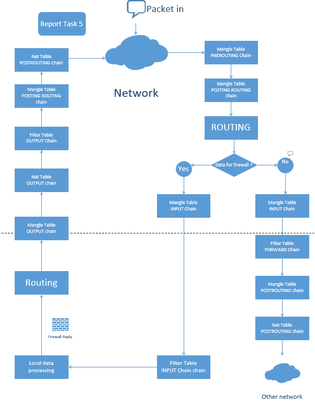 Packet in
Report Task 5
Network
Nat Table
POSTROUTING Chain
Mangle Table
POSTING ROUTING
chain
Filter Table
OUTPUT Chain
Nat Table
OUTPUT chain
Mangle Table
OUTPUT chain
Routing
Firewall Reply
Local data
processing
Mangle Table
PREROUTING Chain
Mangle Table
POSTING ROUTING
chain
ROUTING
Data for firewall ?
Yes
No
Mangle Table
INPUT Chain
Mangle Table
INPUT Chain
Filter Table
FORWARD Chain
Mangle Table
POSTROUTING chain
Nat Table
POSTROUTING chain
Filter Table
INPUT Chain chain
Other network